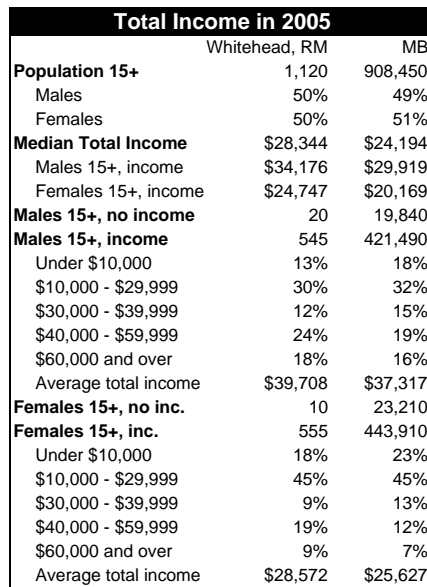 Total Income in 2005
Whitehead, RM MB
Population 15+ 1,120 908,450
Males 50% 49%
Females 50% 51%
Median Total Income $28,344 $24,194
Males 15+, income $34,176 $29,919
Females 15+, income $24,747 $20,169
Males 15+, no income 20 19,840
Males 15+, income 545 421,490
Under $10,000 13% 18%
$10,000 - $29,999 30% 32%
$30,000 - $39,999 12% 15%
$40,000 - $59,999 24% 19%
$60,000 and over 18% 16%
Average total income $39,708 $37,317
Females 15+, no inc. 10 23,210
Females 15+, inc. 555 443,910
Under $10,000 18% 23%
$10,000 - $29,999 45% 45%
$30,000 - $39,999 9% 13%
$40,000 - $59,999 19% 12%
$60,000 and over 9% 7%
Average total income $28,572 $25,627